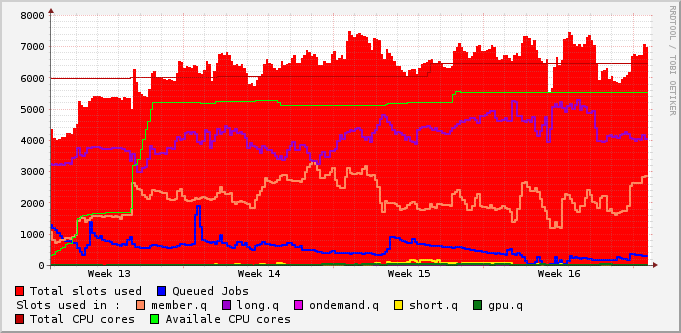 8000
7000
6000
5000
4000
3000
2000
1000
0
Week 13 Week 14 Week 15 Week 16
Total slots used Queued Jobs
Slots used in : member.q long.q ondemand.q short.q gpu.q
Total CPU cores Availale CPU cores
RRDTOOL / TOBI OETIKER